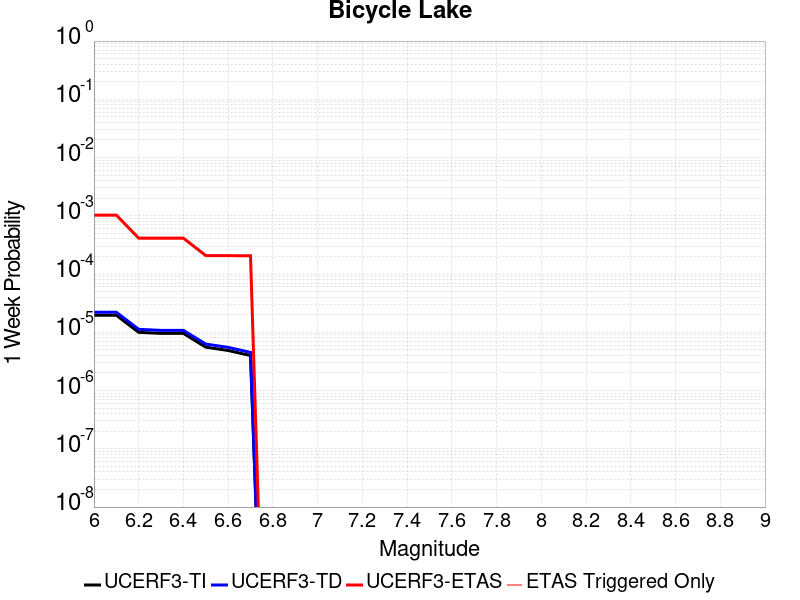 Bicycle Lake
10^0
10^-1
10^-2
10^-3
10^-4
10^-5
10^-6
10^-7
10^-8
1 Week Probability
6 6.2 6.4 6.6 6.8 7 7.2 7.4 7.6 7.8 8 8.2 8.4 8.6 8.8 9
Magnitude
UCERF3-TI UCERF3-TD UCERF3-ETAS ETAS Triggered Only